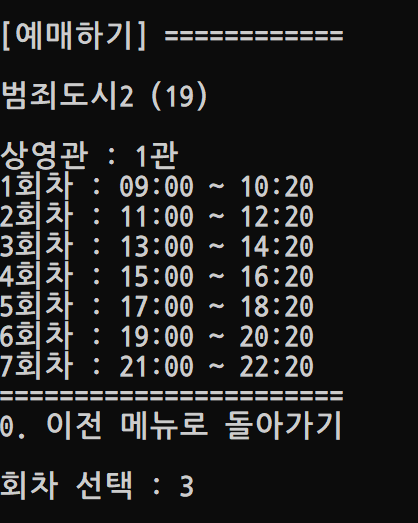 [예매하기] ============
범죄도시2 (19)
상영관 : 1관
1회차 : 09:00 ~ 10:20
2회차 : 11:00 ~ 12:20
3회차 : 13:00 ~ 14:20
4회차 : 15:00 ~ 16:20
5회차 : 17:00 ~ 18:20
6회차 : 19:00 ~ 20:20
7회차 : 21:00 ~ 22:20
=======================
0. 이전 메뉴로 돌아가기
회차 선택 : 3